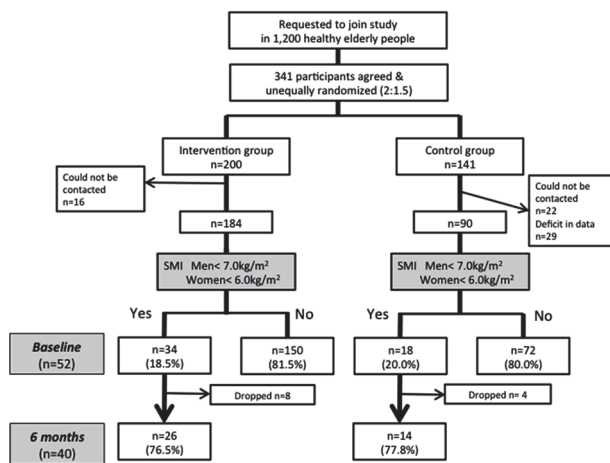 Requested to join study
in 1,200 healthy elderly people
341 participants agreed &
unequally randomized (2:1.5)
Intervention group
n=200
Control group
n=141
Could not be
contacted
n=16
Could not be
contacted
n=22
Deficit in data
n=29
n=184
n=90
SMI Men< 7.0kg/m²
Women< 6.0kg/m²
SMI Men< 7.0kg/m²
Women< 6.0kg/m²
Yes
No
Yes
No
Baseline
(n=52)
n=34
(18.5%)
n=150
(81.5%)
n=18
(20.0%)
n=72
(80.0%)
Dropped n=8
Dropped n= 4
6 months
(n=40)
n=26
(76.5%)
n=14
(77.8%)